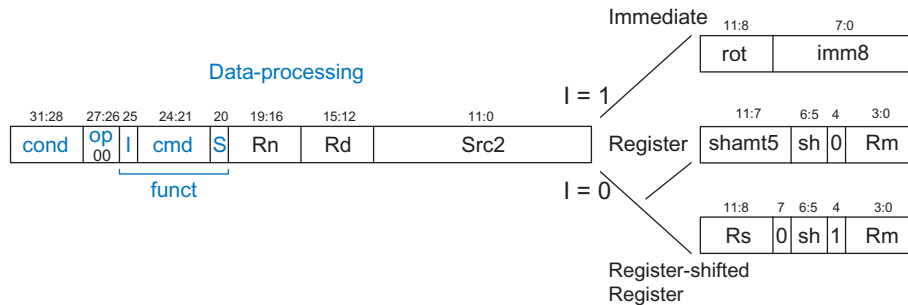 Immediate
11:8 7:0
rot imm8
Data-processing
I = 1
31:28 27:26 25 24:21 20 19:16 15:12 11:0
cond op 00 I cmd S Rn Rd Src2
funct
Register
11:7 6:5 4 3:0
shamt5 sh 0 Rm
I = 0
11:8 7 6:5 4 3:0
Rs 0 sh 1 Rm
Register-shifted
Register